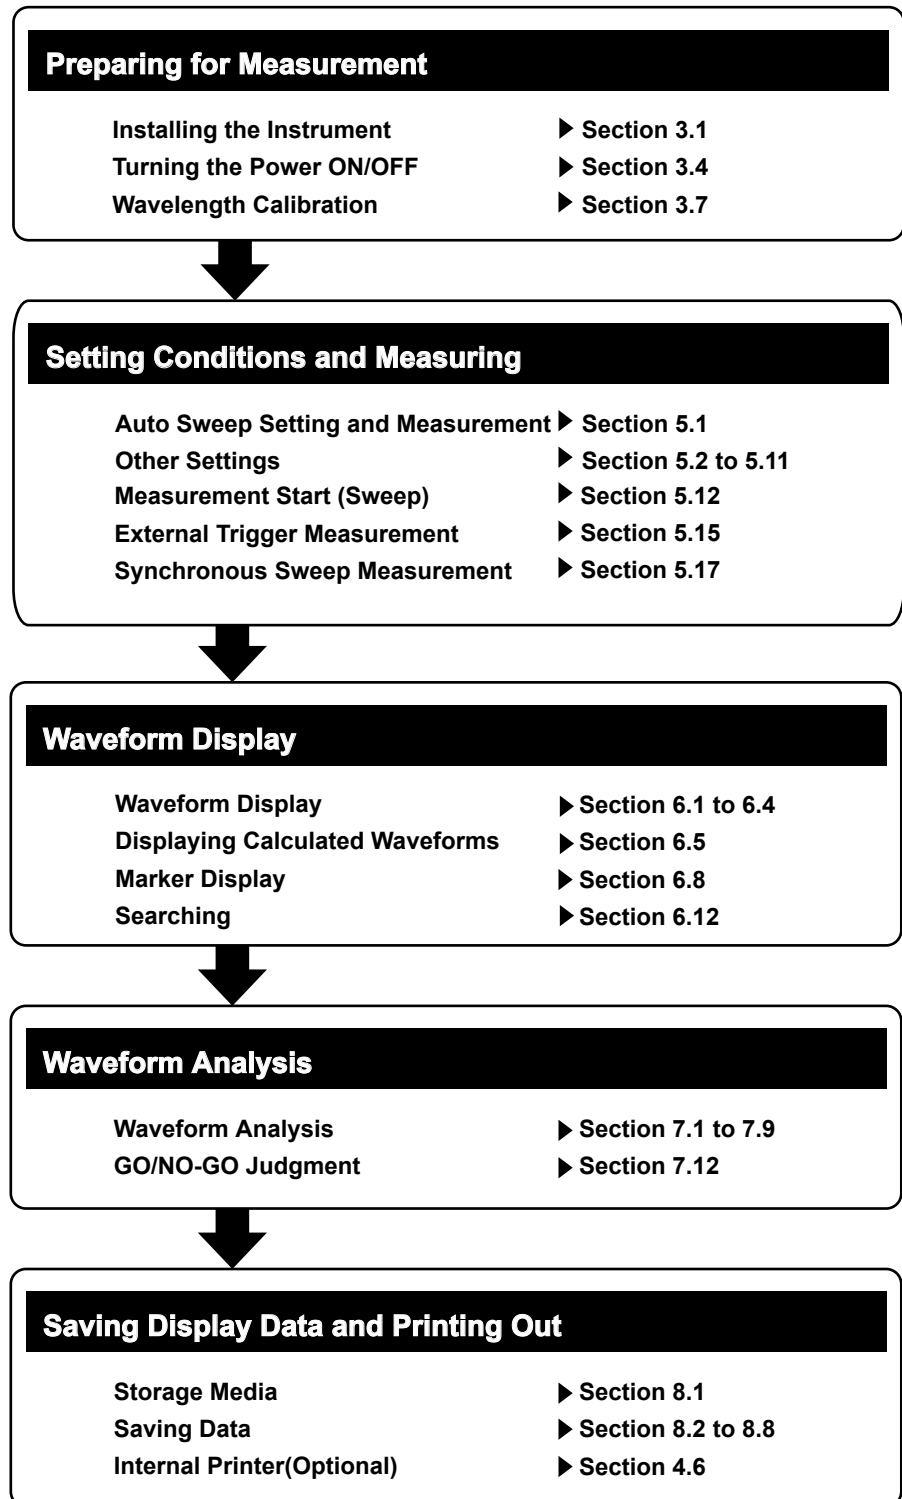 Preparing for Measurement
Installing the Instrument ▶ Section 3.1
Turning the Power ON/OFF ▶ Section 3.4
Wavelength Calibration ▶ Section 3.7
Setting Conditions and Measuring
Auto Sweep Setting and Measurement ▶ Section 5.1
Other Settings ▶ Section 5.2 to 5.11
Measurement Start (Sweep) ▶ Section 5.12
External Trigger Measurement ▶ Section 5.15
Synchronous Sweep Measurement ▶ Section 5.17
Waveform Display
Waveform Display ▶ Section 6.1 to 6.4
Displaying Calculated Waveforms ▶ Section 6.5
Marker Display ▶ Section 6.8
Searching ▶ Section 6.12
Waveform Analysis
Waveform Analysis ▶ Section 7.1 to 7.9
GO/NO-GO Judgment ▶ Section 7.12
Saving Display Data and Printing Out
Storage Media ▶ Section 8.1
Saving Data ▶ Section 8.2 to 8.8
Internal Printer(Optional) ▶ Section 4.6